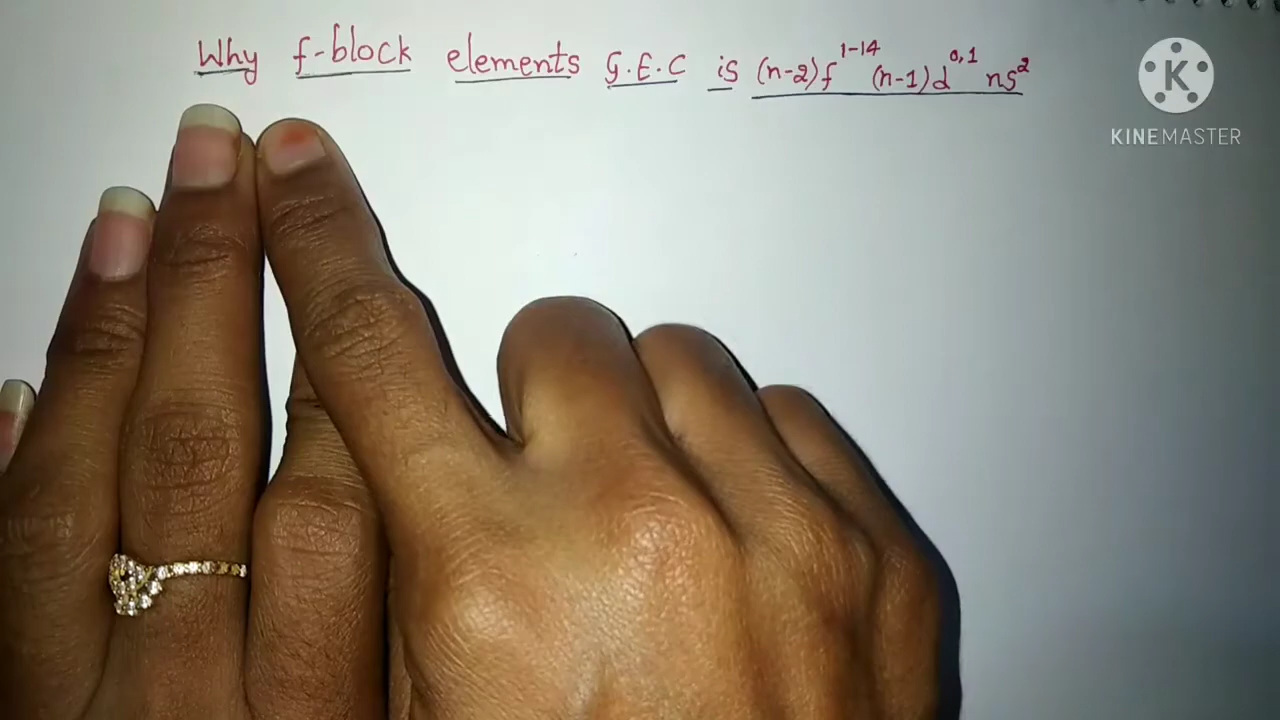 Why f-block elements G.E.C is (n-2)f¹⁻¹⁴ (n-1)d⁰,¹ ns²
K
KINEMASTER